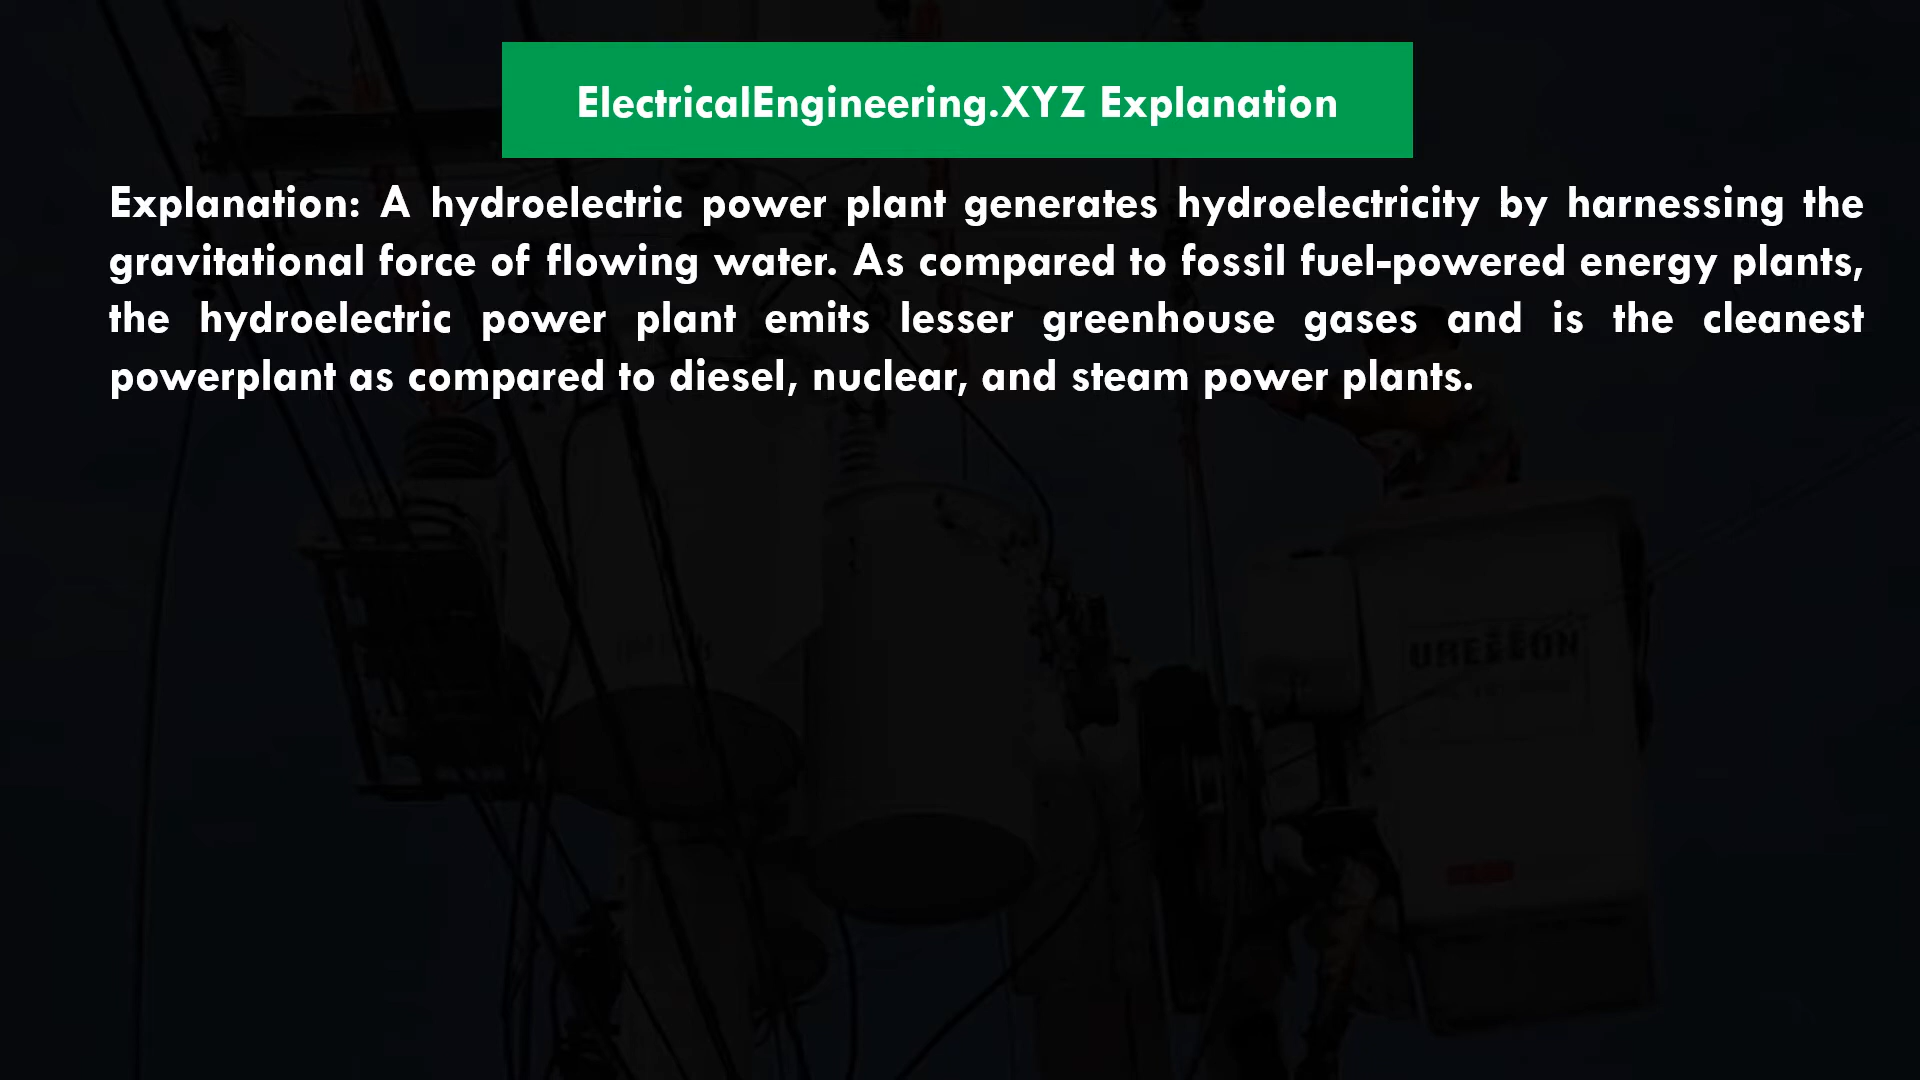 ElectricalEngineering.XYZ Explanation
Explanation: A hydroelectric power plant generates hydroelectricity by harnessing the
gravitational force of flowing water. As compared to fossil fuel-powered energy plants,
the hydroelectric power plant emits lesser greenhouse gases and is the cleanest
powerplant as compared to diesel, nuclear, and steam power plants.